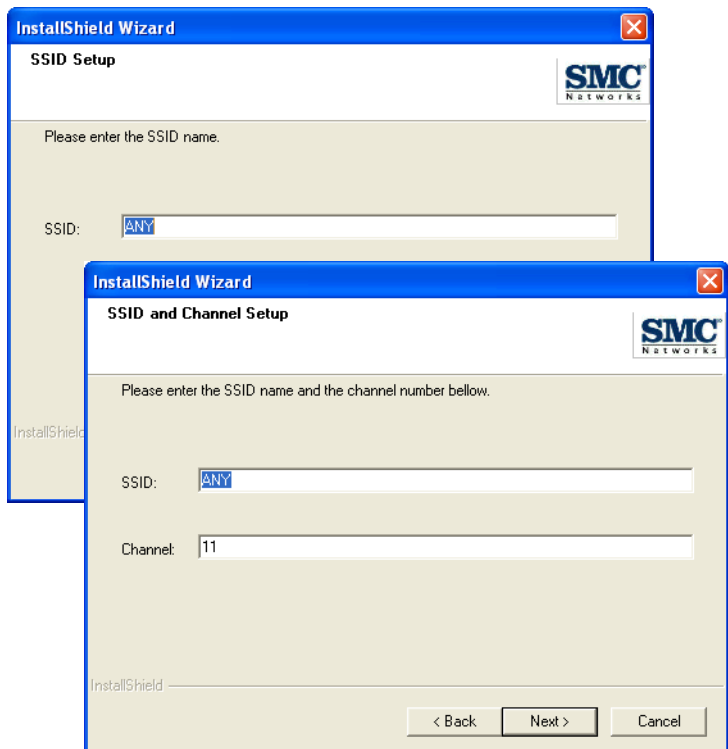 InstallShield Wizard
SSID Setup
SMC
Networks
Please enter the SSID name.
SSID: ANY
InstallShield
InstallShield Wizard
SSID and Channel Setup
SMC
Networks
Please enter the SSID name and the channel number bellow.
SSID: ANY
Channel: 11
InstallShield
< Back Next > Cancel